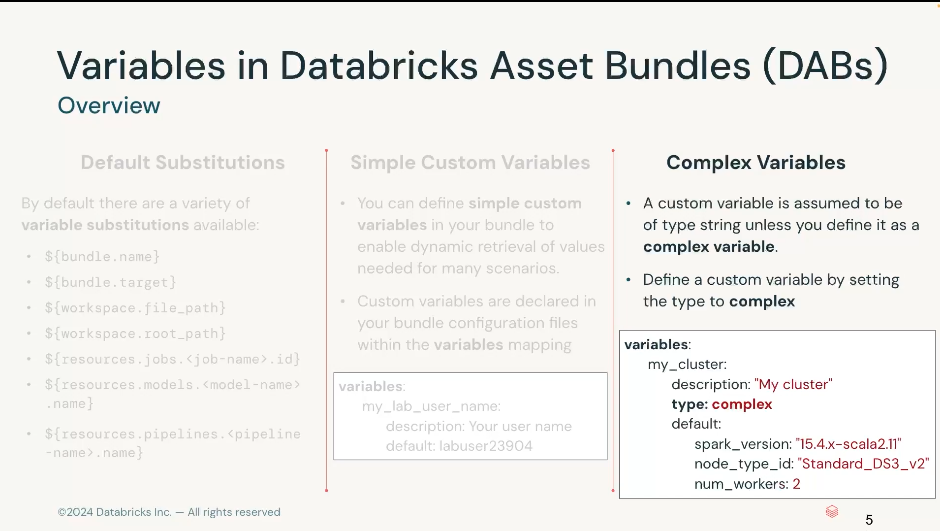 Variables in Databricks Asset Bundles (DABs)
Overview
Default Substitutions
By default there are a variety of
variable substitutions available:
• ${bundle.name}
• ${bundle.target}
• ${workspace.file_path}
• ${workspace.root_path}
• ${resources.jobs.<job-name>.id}
• ${resources.models.<model-name>
.name}
• ${resources.pipelines.<pipeline
-name>.name}
Simple Custom Variables
• You can define simple custom
variables in your bundle to
enable dynamic retrieval of values
needed for many scenarios.
• Custom variables are declared in
your bundle configuration files
within the variables mapping
variables:
my_lab_user_name:
description: Your user name
default: labuser23904
Complex Variables
• A custom variable is assumed to be
of type string unless you define it as a
complex variable.
• Define a custom variable by setting
the type to complex
variables:
my_cluster:
description: "My cluster"
type: complex
default:
spark_version: "15.4.x-scala2.11"
node_type_id: "Standard_DS3_v2"
num_workers: 2
©2024 Databricks Inc. — All rights reserved
5